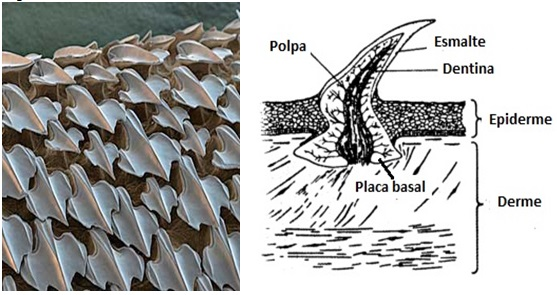 Polpa
Esmalte
Dentina
Epiderme
Placa basal
Derme